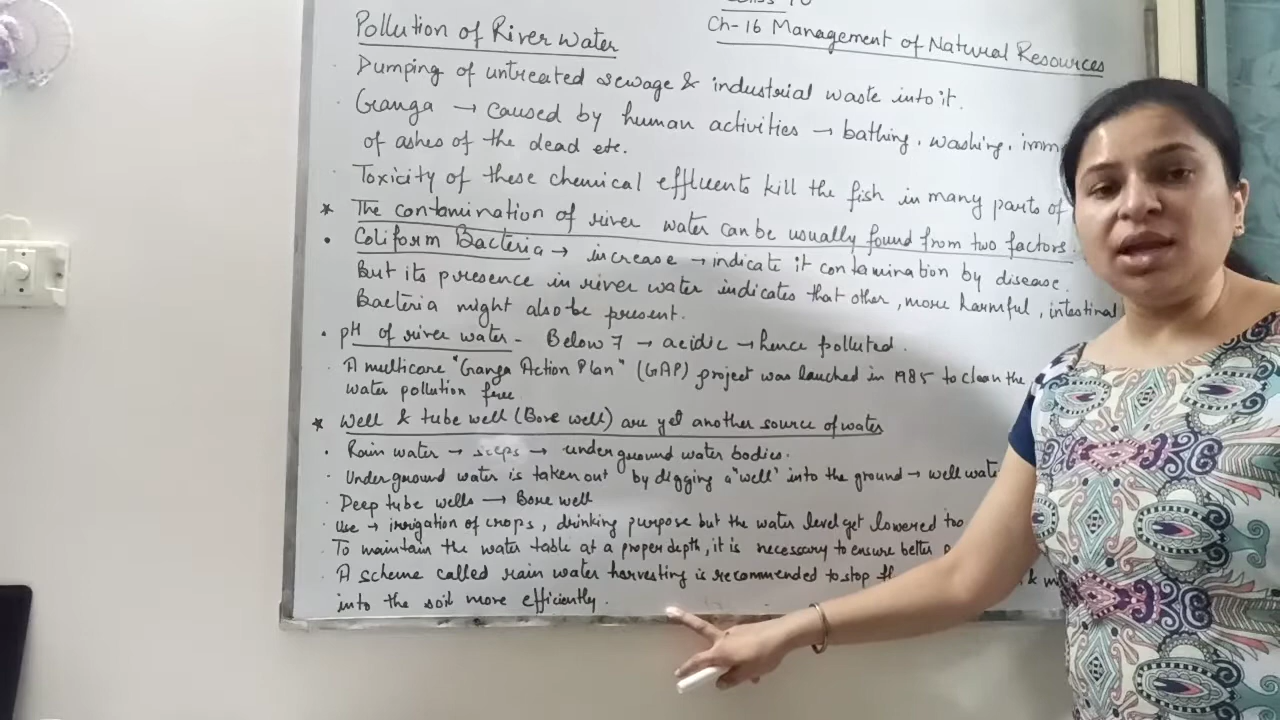 Class 10
Pollution of River Water
Ch-16 Management of Natural Resources
· Dumping of untreated sewage & industrial waste into it.
· Ganga → caused by human activities → bathing, washing, imm
of ashes of the dead etc.
· Toxicity of these chemical effluents kill the fish in many parts of
* The contamination of river water can be usually found from two factors.
· Coliform Bacteria → increase → indicate it contamination by disease.
But its presence in river water indicates that other, more harmful, intestinal
Bacteria might also be present.
· pH of river water - Below 7 → acidic → hence polluted.
· A multicore "Ganga Action Plan" (GAP) project was lauched in 1985 to clean the
water pollution free
* Well & tube well (Bore well) are yet another source of water
· Rain water → seeps → underground water bodies.
· Underground water is taken out by digging a "well" into the ground → well wate
· Deep tube wells → Bore well
· Use → irrigation of crops, drinking purpose but the water level get lowered too
· To maintain the water table at a proper depth, it is necessary to ensure better
· A scheme called rain water harvesting is recommended to stop & 
into the soil more efficiently.